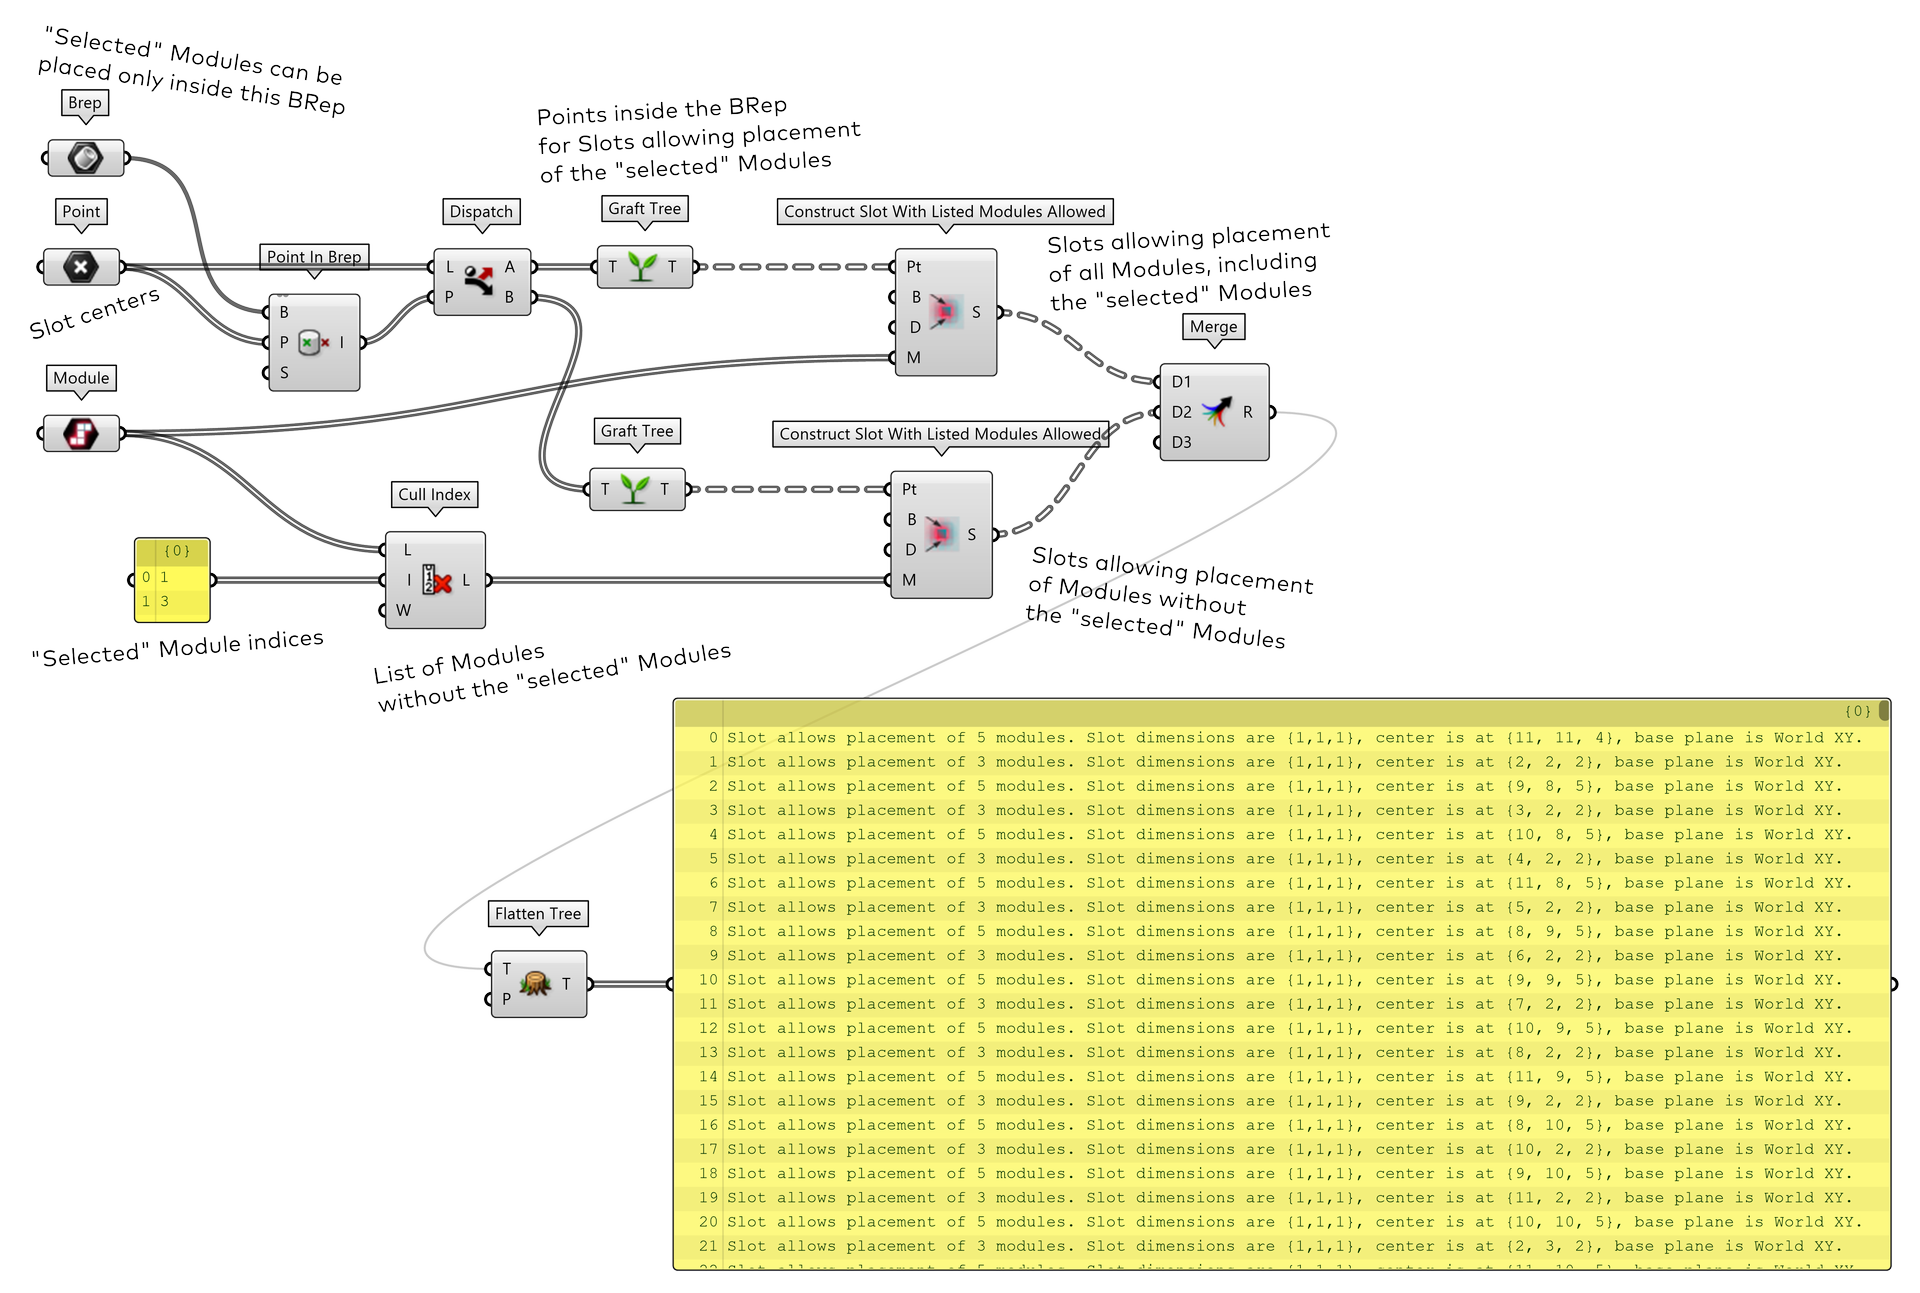 "Selected" Modules can be
placed only inside this BRep
Brep
Point
Slot centers
Module
Point In Brep
B
P
S
I
Dispatch
L
P
A
B
Points inside the BRep
for Slots allowing placement
of the "selected" Modules
Graft Tree
T T
Construct Slot With Listed Modules Allowed
Pt
B
D
M
S
Slots allowing placement
of all Modules, including
the "selected" Modules
Merge
D1
D2
D3
R
Graft Tree
T T
Construct Slot With Listed Modules Allowed
Pt
B
D
M
S
Slots allowing placement
of Modules without
the "selected" Modules
Cull Index
L
I
W
L
{0}
0 1
1 3
"Selected" Module indices
List of Modules
without the "selected" Modules
Flatten Tree
T
P
T
{0}
0 Slot allows placement of 5 modules. Slot dimensions are {1,1,1}, center is at {11, 11, 4}, base plane is World XY.
1 Slot allows placement of 3 modules. Slot dimensions are {1,1,1}, center is at {2, 2, 2}, base plane is World XY.
2 Slot allows placement of 5 modules. Slot dimensions are {1,1,1}, center is at {9, 8, 5}, base plane is World XY.
3 Slot allows placement of 3 modules. Slot dimensions are {1,1,1}, center is at {3, 2, 2}, base plane is World XY.
4 Slot allows placement of 5 modules. Slot dimensions are {1,1,1}, center is at {10, 8, 5}, base plane is World XY.
5 Slot allows placement of 3 modules. Slot dimensions are {1,1,1}, center is at {4, 2, 2}, base plane is World XY.
6 Slot allows placement of 5 modules. Slot dimensions are {1,1,1}, center is at {11, 8, 5}, base plane is World XY.
7 Slot allows placement of 3 modules. Slot dimensions are {1,1,1}, center is at {5, 2, 2}, base plane is World XY.
8 Slot allows placement of 5 modules. Slot dimensions are {1,1,1}, center is at {8, 9, 5}, base plane is World XY.
9 Slot allows placement of 3 modules. Slot dimensions are {1,1,1}, center is at {6, 2, 2}, base plane is World XY.
10 Slot allows placement of 5 modules. Slot dimensions are {1,1,1}, center is at {9, 9, 5}, base plane is World XY.
11 Slot allows placement of 3 modules. Slot dimensions are {1,1,1}, center is at {7, 2, 2}, base plane is World XY.
12 Slot allows placement of 5 modules. Slot dimensions are {1,1,1}, center is at {10, 9, 5}, base plane is World XY.
13 Slot allows placement of 3 modules. Slot dimensions are {1,1,1}, center is at {8, 2, 2}, base plane is World XY.
14 Slot allows placement of 5 modules. Slot dimensions are {1,1,1}, center is at {11, 9, 5}, base plane is World XY.
15 Slot allows placement of 3 modules. Slot dimensions are {1,1,1}, center is at {9, 2, 2}, base plane is World XY.
16 Slot allows placement of 5 modules. Slot dimensions are {1,1,1}, center is at {8, 10, 5}, base plane is World XY.
17 Slot allows placement of 3 modules. Slot dimensions are {1,1,1}, center is at {10, 2, 2}, base plane is World XY.
18 Slot allows placement of 5 modules. Slot dimensions are {1,1,1}, center is at {9, 10, 5}, base plane is World XY.
19 Slot allows placement of 3 modules. Slot dimensions are {1,1,1}, center is at {11, 2, 2}, base plane is World XY.
20 Slot allows placement of 5 modules. Slot dimensions are {1,1,1}, center is at {10, 10, 5}, base plane is World XY.
21 Slot allows placement of 3 modules. Slot dimensions are {1,1,1}, center is at {2, 3, 2}, base plane is World XY.